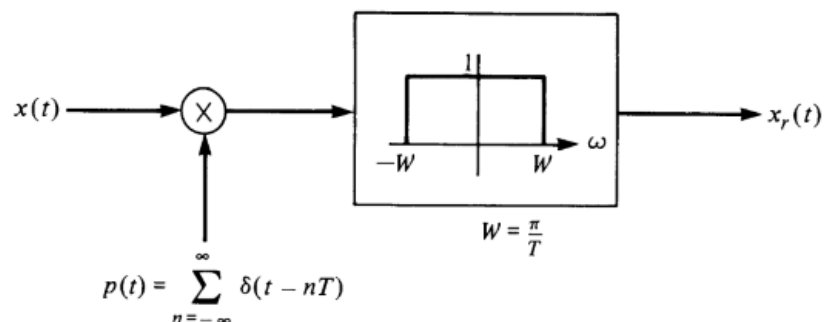 1
x(t)
×
x_r(t)
−W
W
ω
W = π/T
p(t) = ∑_{n=−∞}^{∞} δ(t − nT)